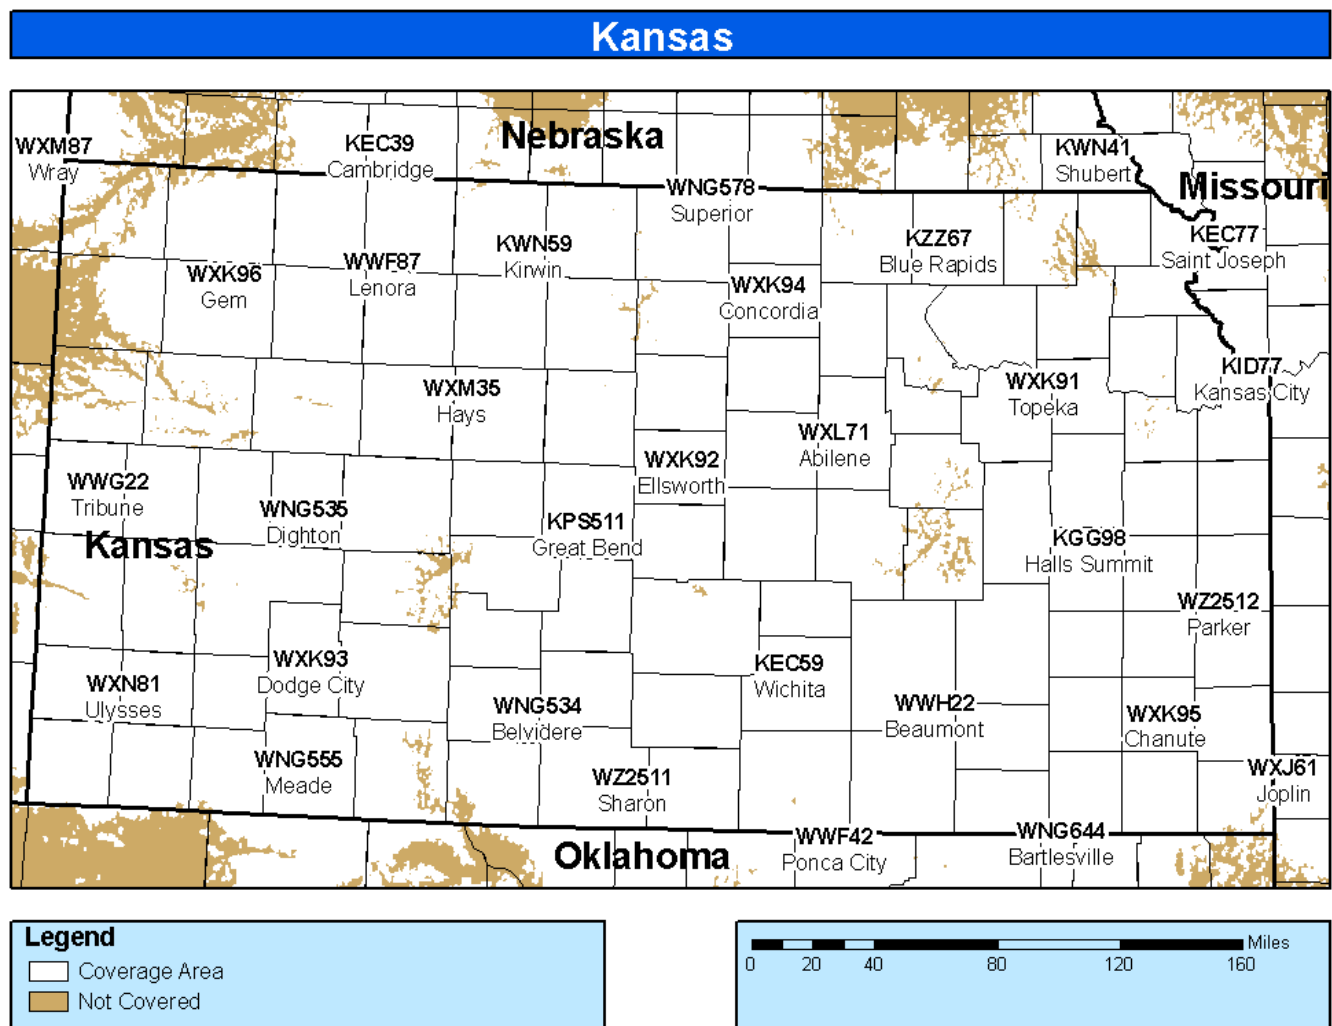 Kansas
Nebraska
WXM87
Wray
KEC39
Cambridge
KWN41
Shubert
Missouri
WNG578
Superior
KEC77
Saint Joseph
KWN59
Kirwin
KZZ67
Blue Rapids
WWF87
Lenora
WXK96
Gem
WXK94
Concordia
KID77
Kansas City
WXM35
Hays
WXK91
Topeka
WXL71
Abilene
WXK92
Ellsworth
WWG22
Tribune
WNG535
Dighton
KPS511
Great Bend
Kansas
KGG98
Halls Summit
WZ2512
Parker
WXK93
Dodge City
KEC59
Wichita
WXN81
Ulysses
WNG534
Belvidere
WWH22
Beaumont
WXK95
Chanute
WNG555
Meade
WZ2511
Sharon
WXJ61
Joplin
WWF42
Ponca City
WNG644
Bartlesville
Oklahoma
Legend
Coverage Area
Not Covered
Miles
0 20 40 80 120 160